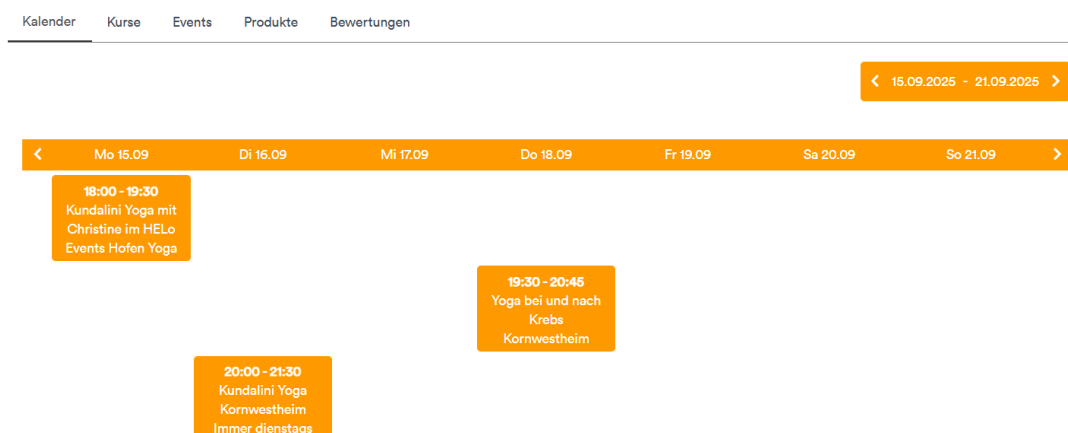 Kalender Kurse Events Produkte Bewertungen
15.09.2025 - 21.09.2025
Mo 15.09 Di 16.09 Mi 17.09 Do 18.09 Fr 19.09 Sa 20.09 So 21.09
18:00 - 19:30
Kundalini Yoga mit
Christine im HELo
Events Hofen Yoga
19:30 - 20:45
Yoga bei und nach
Krebs
Kornwestheim
20:00 - 21:30
Kundalini Yoga
Kornwestheim
Immer dienstags